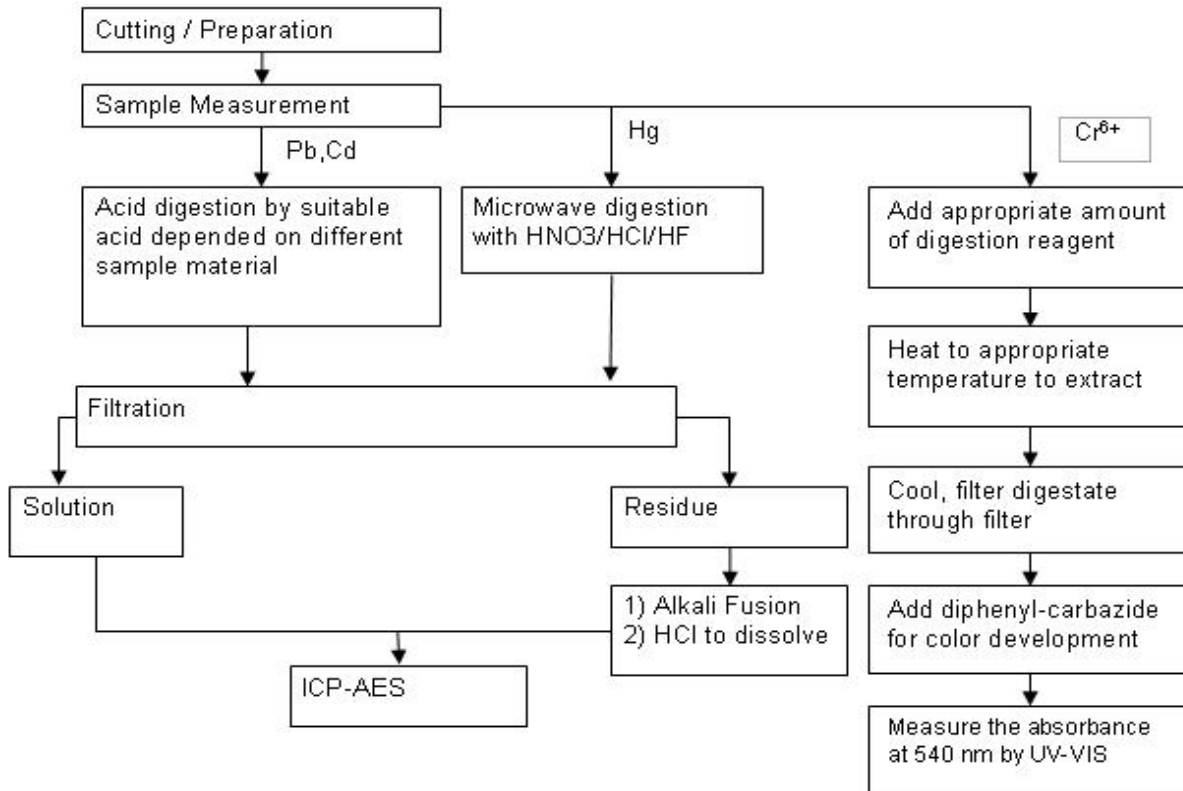 Cutting / Preparation
Sample Measurement
Pb,Cd
Hg
Cr⁶⁺
Acid digestion by suitable
acid depended on different
sample material
Microwave digestion
with HNO3/HCl/HF
Add appropriate amount
of digestion reagent
Heat to appropriate
temperature to extract
Filtration
Solution
Residue
Cool, filter digestate
through filter
1) Alkali Fusion
2) HCl to dissolve
Add diphenyl-carbazide
for color development
ICP-AES
Measure the absorbance
at 540 nm by UV-VIS